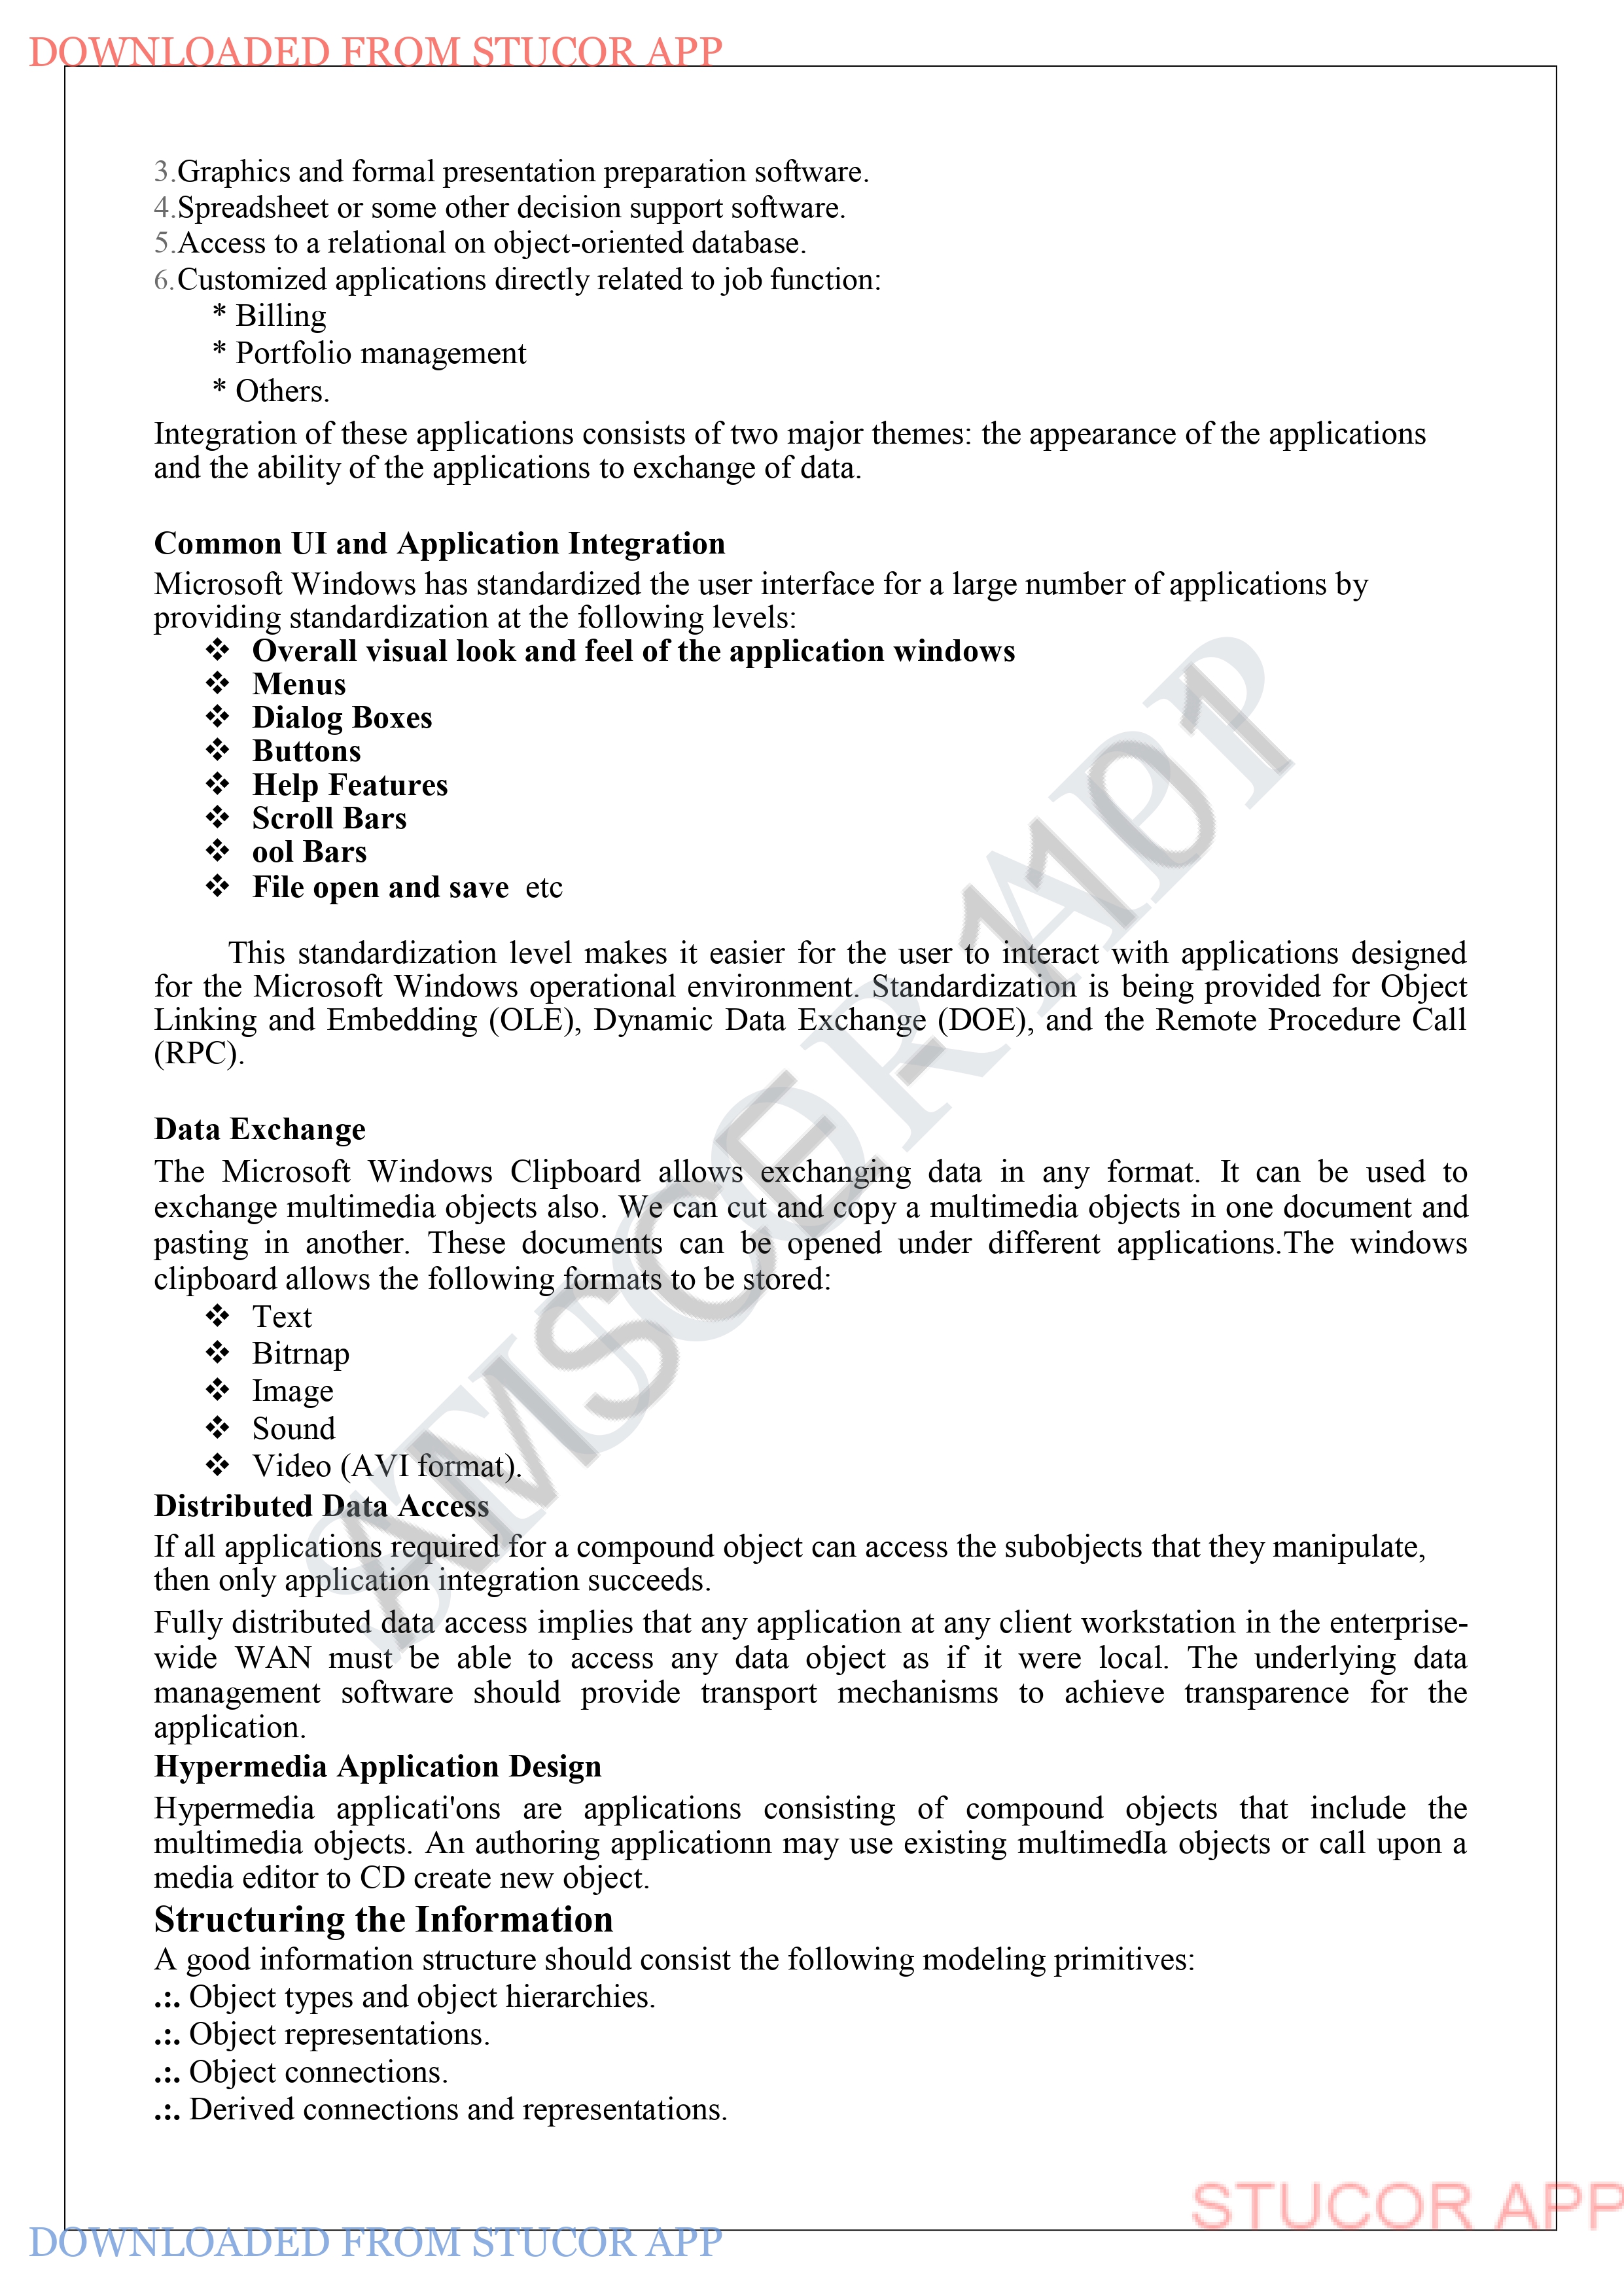 DOWNLOADED FROM STUCOR APP
3.Graphics and formal presentation preparation software.
4.Spreadsheet or some other decision support software.
5.Access to a relational on object-oriented database.
6.Customized applications directly related to job function:
* Billing
* Portfolio management
* Others.
Integration of these applications consists of two major themes: the appearance of the applications
and the ability of the applications to exchange of data.
Common UI and Application Integration
Microsoft Windows has standardized the user interface for a large number of applications by
providing standardization at the following levels:
❖ Overall visual look and feel of the application windows
❖ Menus
❖ Dialog Boxes
❖ Buttons
❖ Help Features
❖ Scroll Bars
❖ ool Bars
❖ File open and save etc
This standardization level makes it easier for the user to interact with applications designed
for the Microsoft Windows operational environment. Standardization is being provided for Object
Linking and Embedding (OLE), Dynamic Data Exchange (DOE), and the Remote Procedure Call
(RPC).
Data Exchange
The Microsoft Windows Clipboard allows exchanging data in any format. It can be used to
exchange multimedia objects also. We can cut and copy a multimedia objects in one document and
pasting in another. These documents can be opened under different applications.The windows
clipboard allows the following formats to be stored:
❖ Text
❖ Bitrnap
❖ Image
❖ Sound
❖ Video (AVI format).
Distributed Data Access
If all applications required for a compound object can access the subobjects that they manipulate,
then only application integration succeeds.
Fully distributed data access implies that any application at any client workstation in the enterprise-
wide WAN must be able to access any data object as if it were local. The underlying data
management software should provide transport mechanisms to achieve transparence for the
application.
Hypermedia Application Design
Hypermedia applicati'ons are applications consisting of compound objects that include the
multimedia objects. An authoring applicationn may use existing multimedIa objects or call upon a
media editor to CD create new object.
Structuring the Information
A good information structure should consist the following modeling primitives:
.:. Object types and object hierarchies.
.:. Object representations.
.:. Object connections.
.:. Derived connections and representations.
STUCOR APP
AMSCE-1101
STUCOR APP
DOWNLOADED FROM STUCOR APP